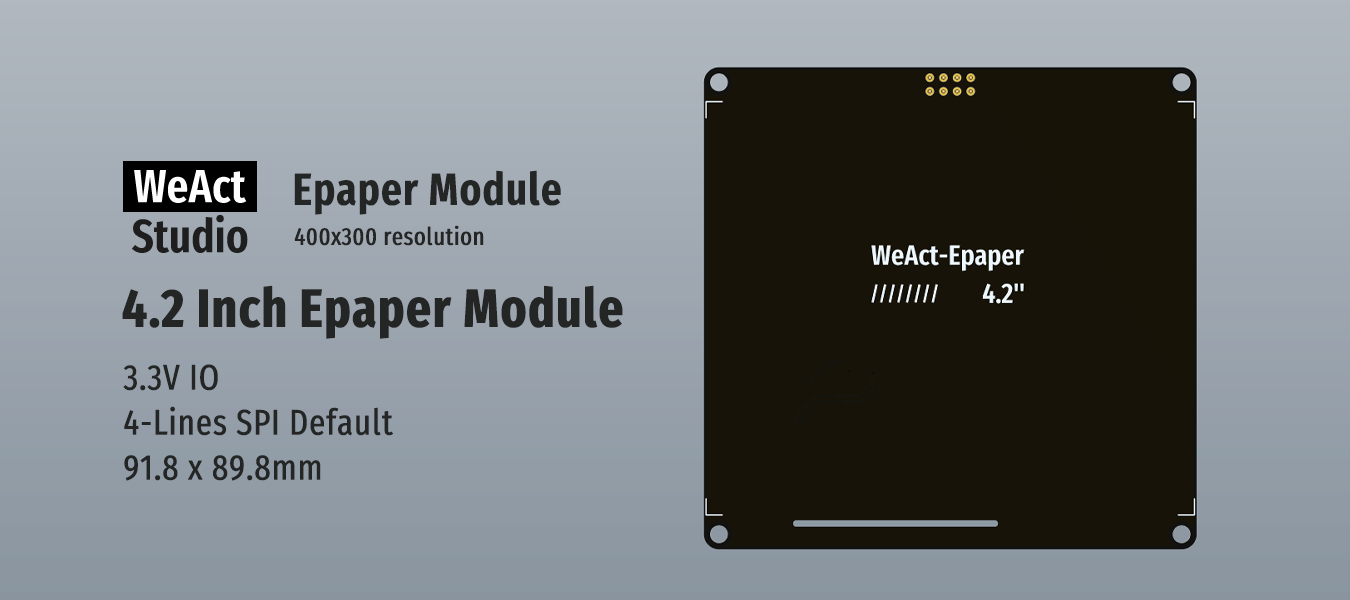 WeAct
Studio
Epaper Module
400x300 resolution
4.2 Inch Epaper Module
3.3V IO
4-Lines SPI Default
91.8 x 89.8mm
WeAct-Epaper
//////// 4.2"